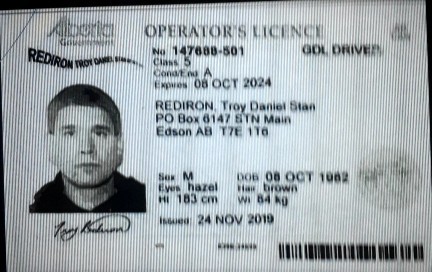 Alberta
Government
OPERATOR'S LICENCE
No 147688-501 GDL DRIVER
Class 5
Cond/End A
Expires 08 OCT 2024
REDIRON TROY DANIEL STAN
REDIRON, Troy Daniel Stan
PO Box 6147 STN Main
Edson AB T7E 1T6
Sex M DOB 08 OCT 1982
Eyes hazel Hair brown
Ht 183 cm Wt 84 kg
Issued 24 NOV 2019
Troy Rediron